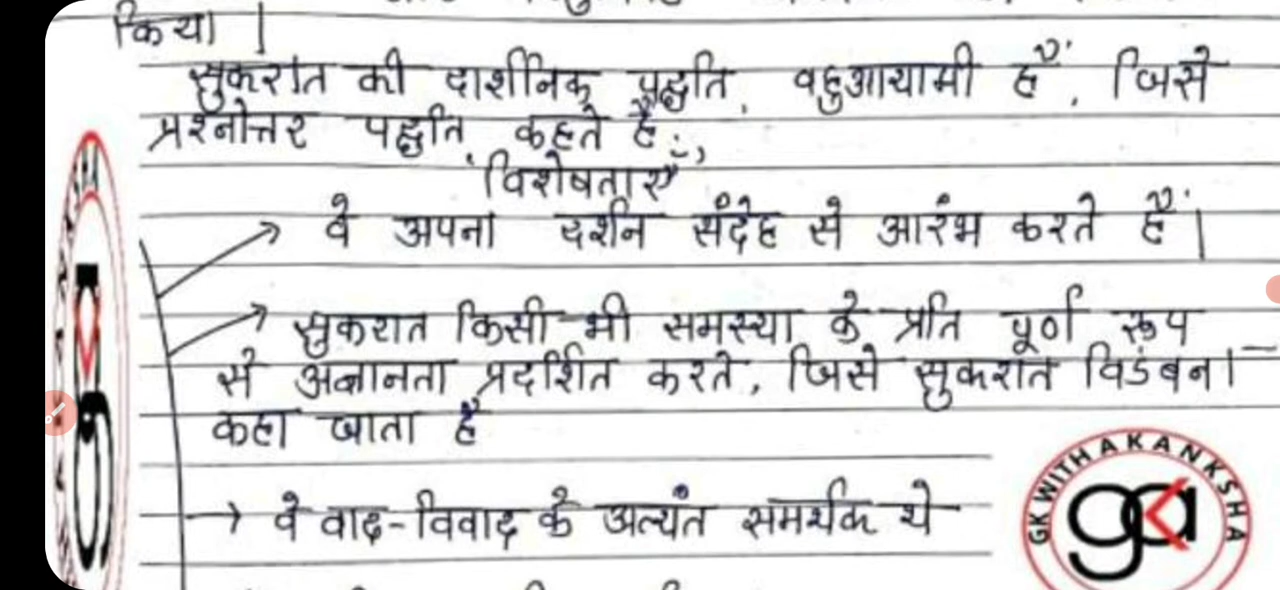 किया |
सुकरात की दार्शनिक पद्धति, बहुआयामी है, जिसे
प्रश्नोत्तर पद्धति, कहते है :-
विशेषताएँ
वे अपना दर्शन संदेह से आरंभ करते हैं।
सुकरात किसी भी समस्या के प्रति पूर्ण रूप
से अज्ञानता प्रदर्शित करते, जिसे सुकरात विडंबना
कहा जाता है
वे वाद-विवाद के अत्यंत समर्थक थे
GK WITH AKANKSHA
gka